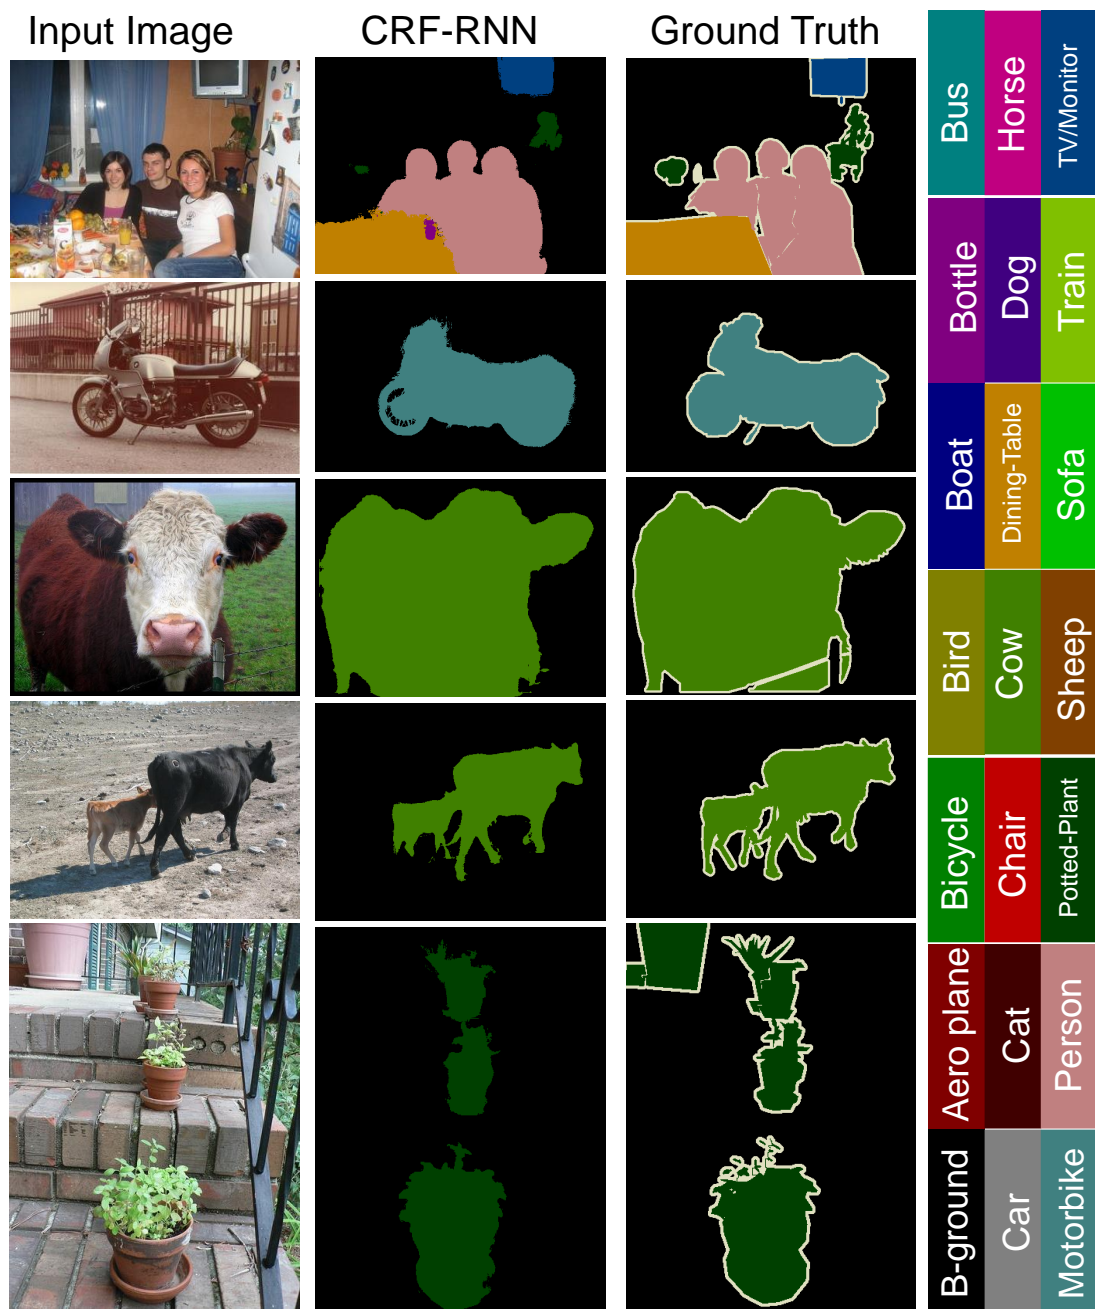 Input Image
CRF-RNN
Ground Truth
Bus
Horse
TV/Monitor
Bottle
Dog
Train
Boat
Dining-Table
Sofa
Bird
Cow
Sheep
Bicycle
Chair
Potted-Plant
Aero plane
Cat
Person
B-ground
Car
Motorbike